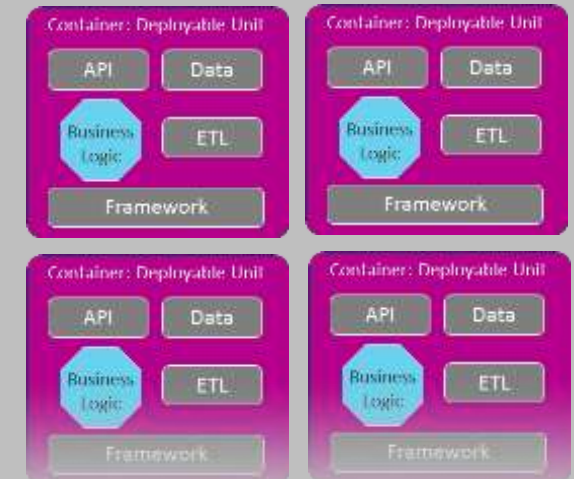 Container: Deployable Unit
API Data
Business
Logic
ETL
Framework
Container: Deployable Unit
API Data
Business
Logic
ETL
Framework
Container: Deployable Unit
API Data
Business
Logic
ETL
Framework
Container: Deployable Unit
API Data
Business
Logic
ETL
Framework